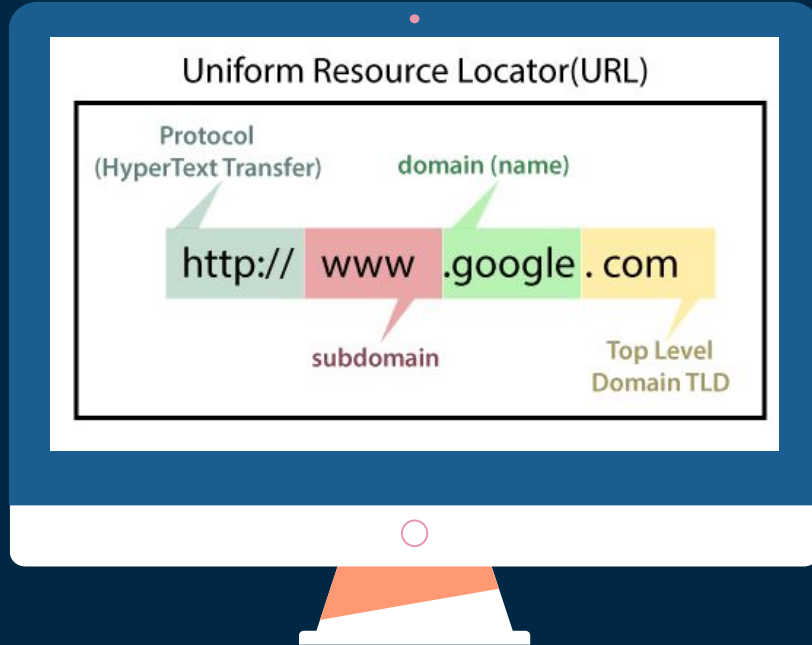 Uniform Resource Locator(URL)
Protocol
(HyperText Transfer)
domain (name)
http:// www .google . com
subdomain
Top Level
Domain TLD